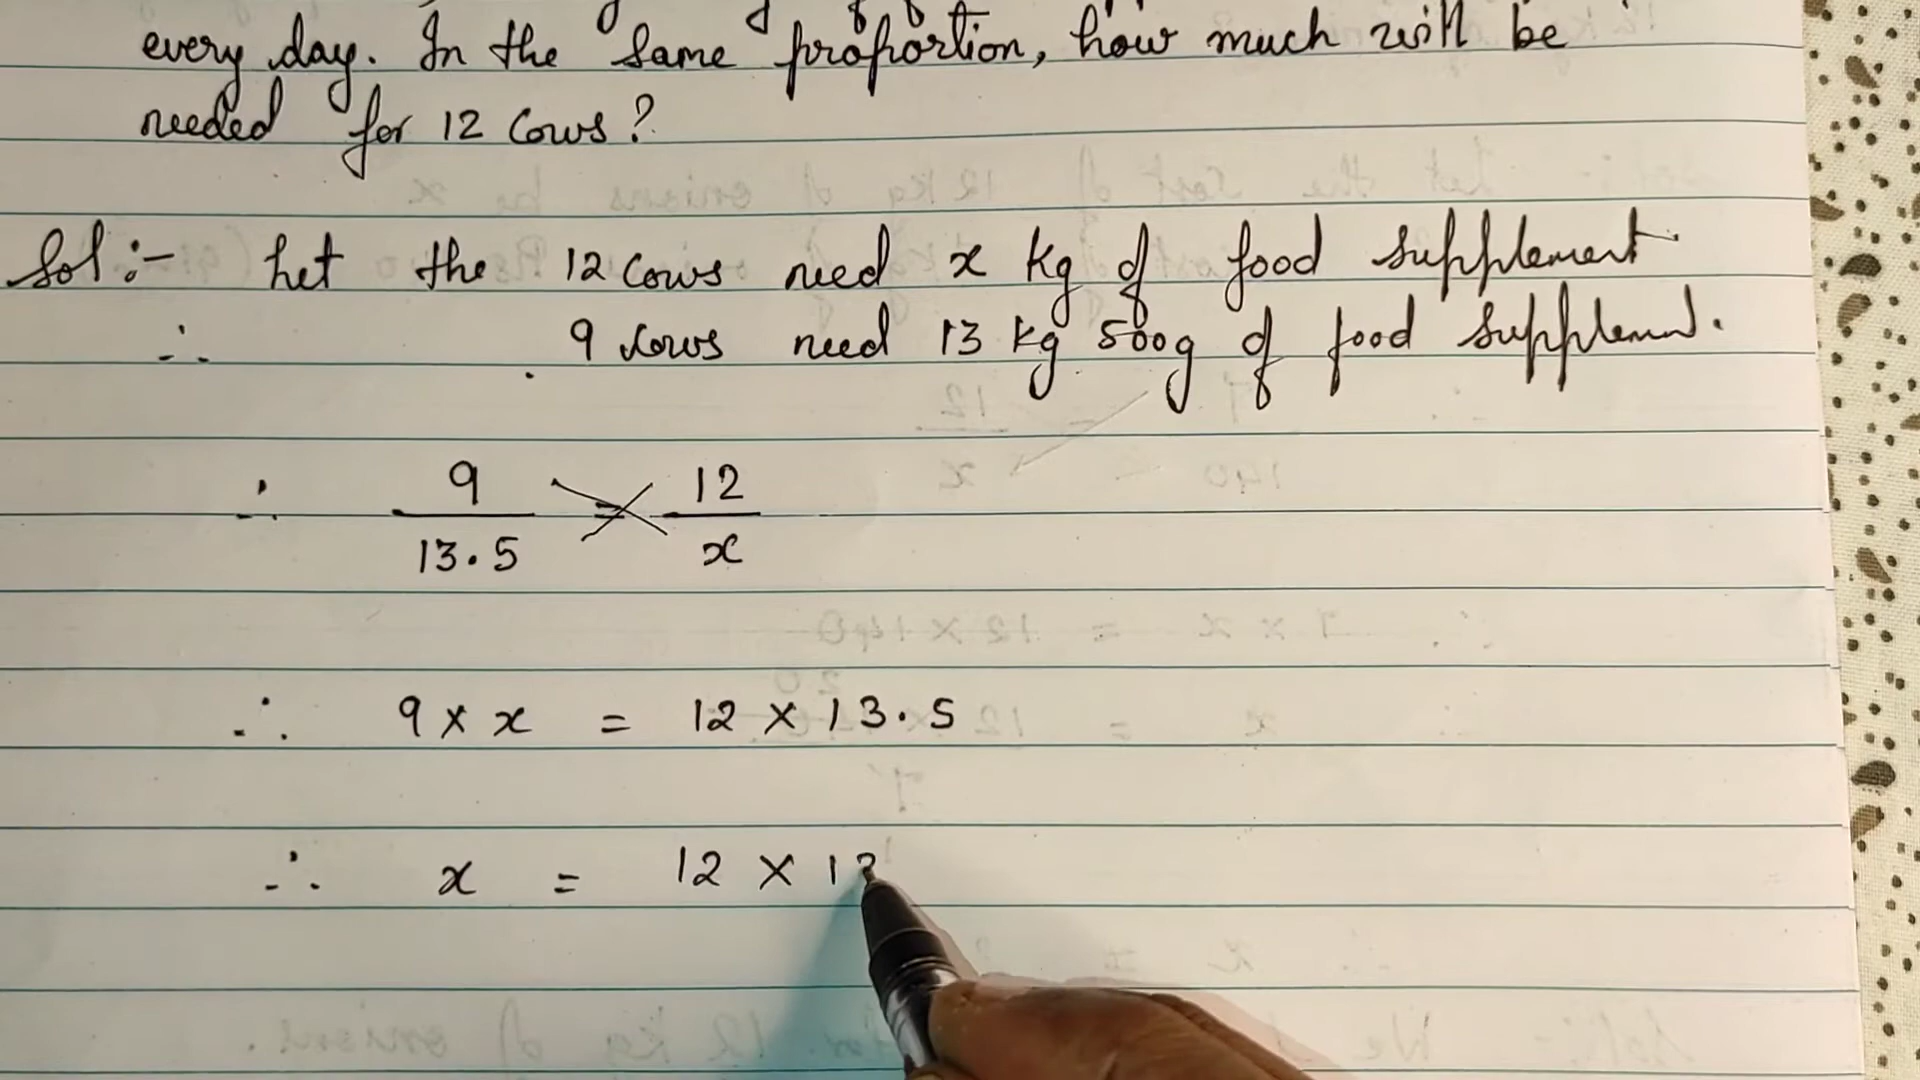 every day. In the same proportion, how much will be
needed for 12 cows?
Sol :- Let the 12 cows need x kg of food supplement.
∴ 9 cows need 13 kg 500g of food
∴ 9/13.5 = 12/x
∴ 9 × x = 12 × 13.5
∴ x = 12 × 13